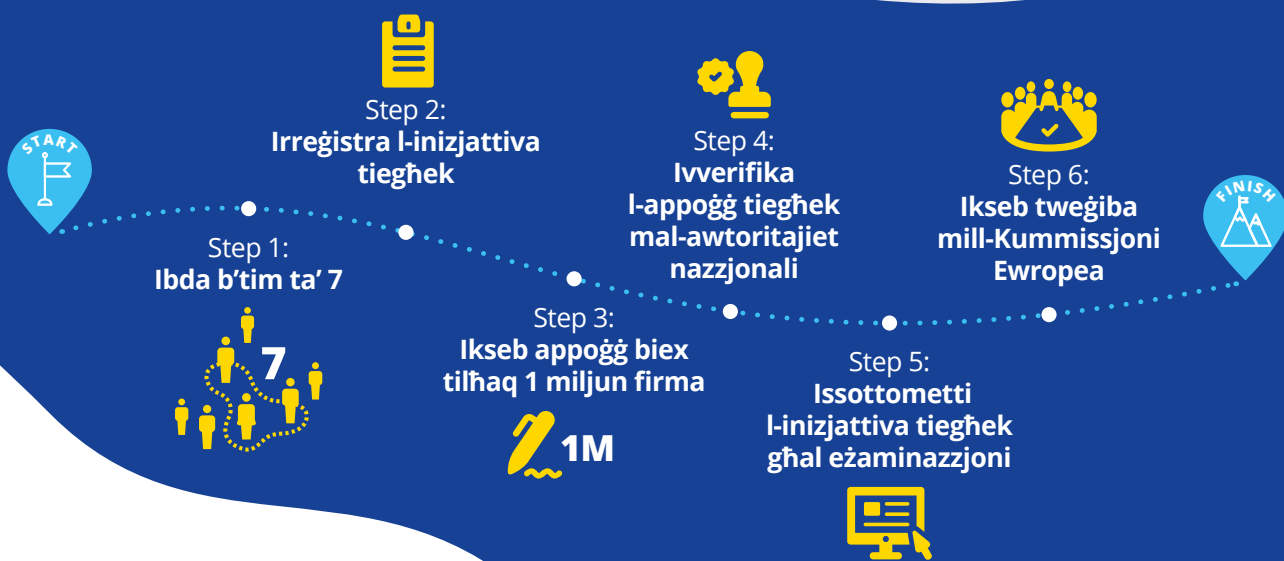 START
Step 1:
Ibda b'tim ta' 7
7
Step 2:
Irreġistra l-inizjattiva
tiegħek
Step 3:
Ikseb appoġġ biex
tilħaq 1 miljun firma
1M
Step 4:
Ivverifika
l-appoġġ tiegħek
mal-awtoritajiet
nazzjonali
Step 5:
Issottometti
l-inizjattiva tiegħek
għal eżaminazzjoni
Step 6:
Ikseb tweġiba
mill-Kummissjoni
Ewropea
FINISH